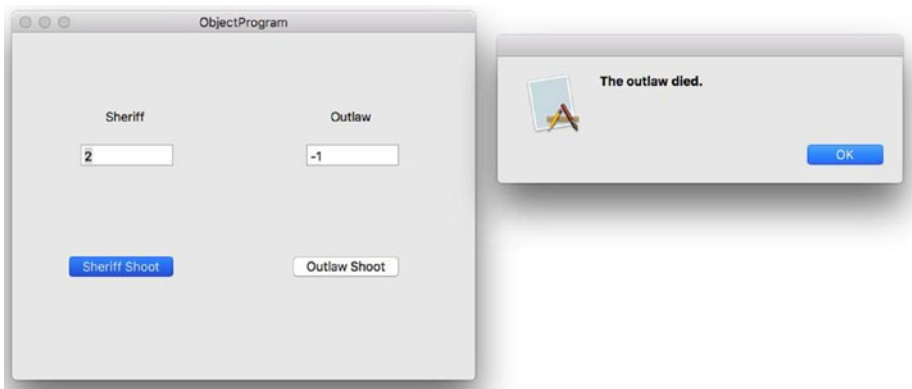 ObjectProgram
Sheriff
Outlaw
2
-1
Sheriff Shoot
Outlaw Shoot
The outlaw died.
OK